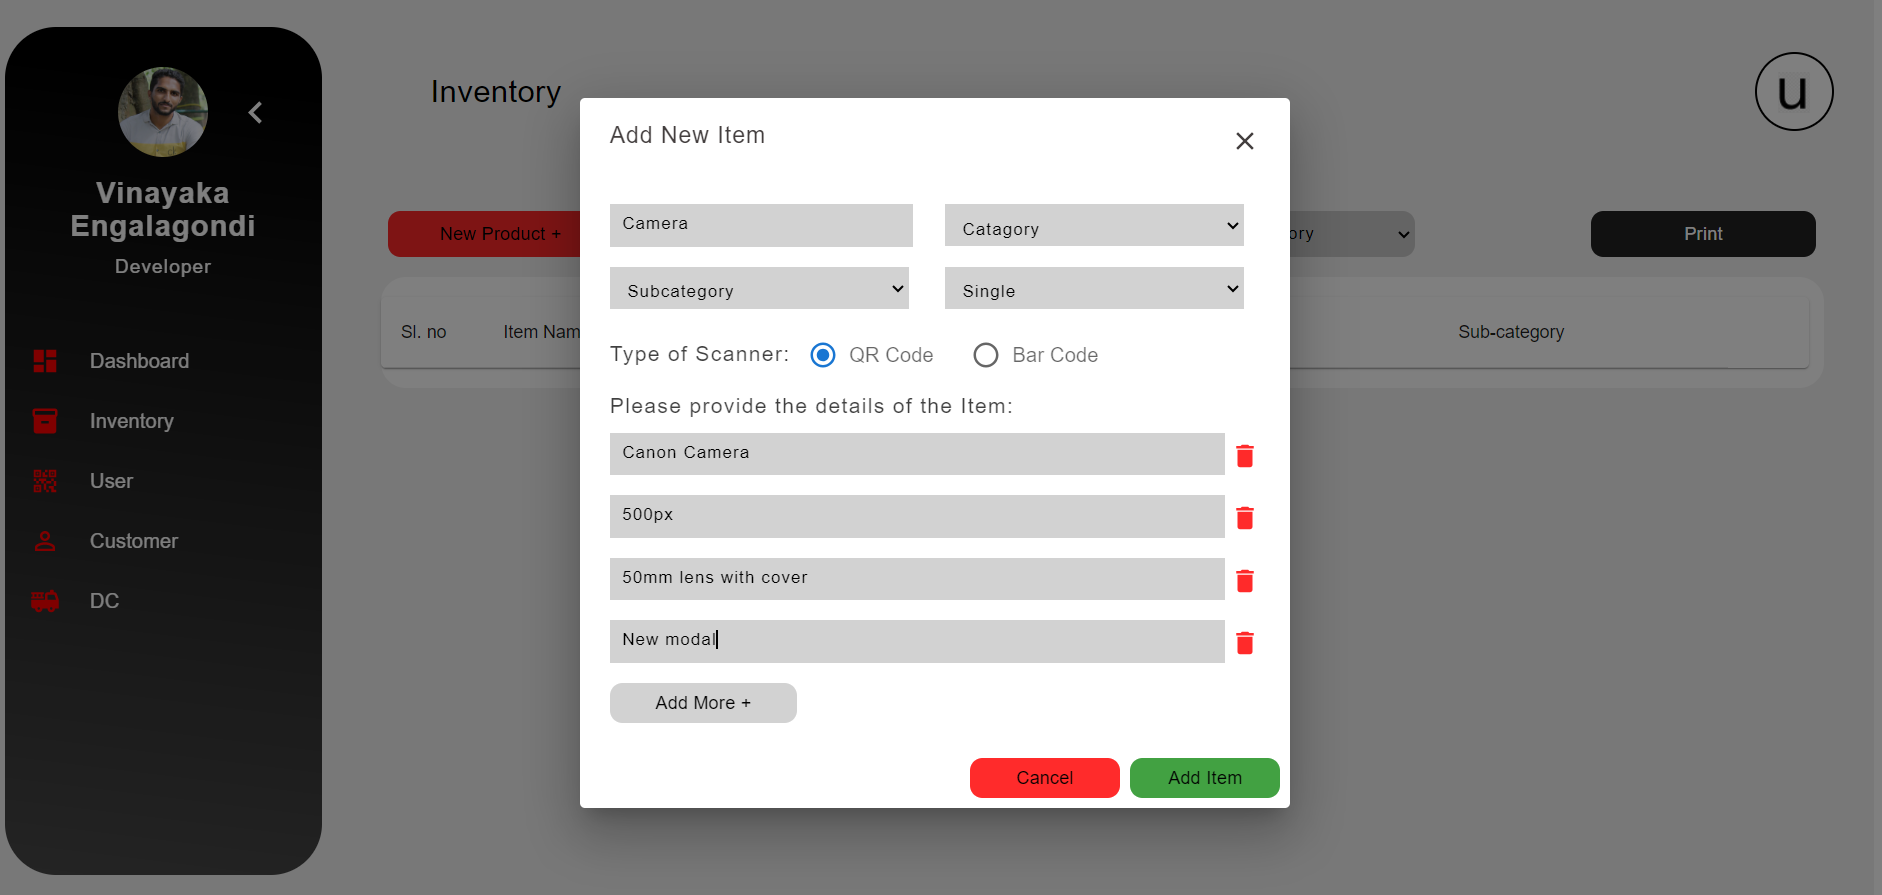 Vinayaka
Engalagondi
Developer
Dashboard
Inventory
User
Customer
DC
Inventory
u
New Product +
ory
Print
Sl. no
Item Nam
Sub-category
Add New Item
Camera
Catagory
Subcategory
Single
Type of Scanner:
QR Code
Bar Code
Please provide the details of the Item:
Canon Camera
500px
50mm lens with cover
New modal
Add More +
Cancel
Add Item